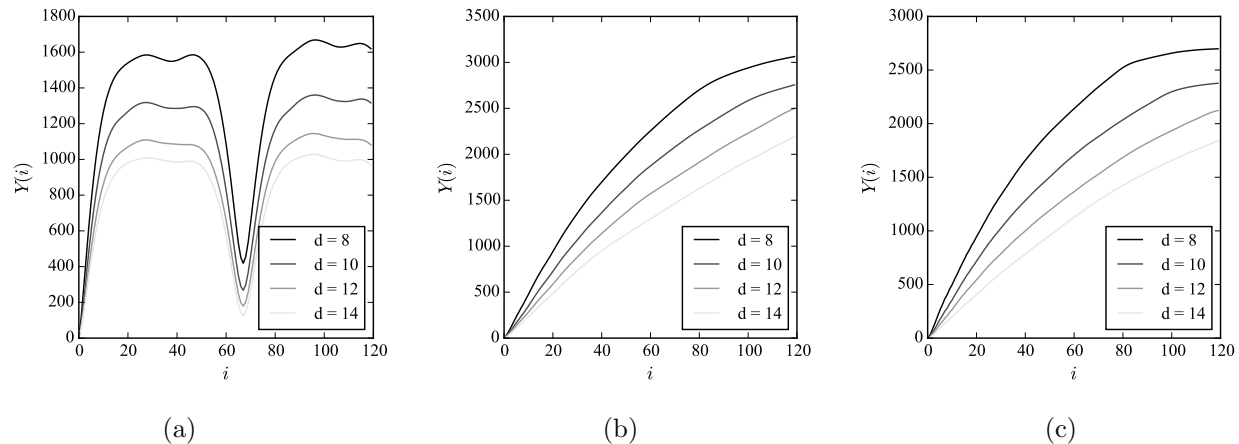 1800
1600
1400
1200
1000
800
600
400
200
0
Y(i)
0 20 40 60 80 100 120
i
d = 8
d = 10
d = 12
d = 14
(a)
3500
3000
2500
2000
1500
1000
500
0
Y(i)
0 20 40 60 80 100 120
i
d = 8
d = 10
d = 12
d = 14
(b)
3000
2500
2000
1500
1000
500
0
Y(i)
0 20 40 60 80 100 120
i
d = 8
d = 10
d = 12
d = 14
(c)